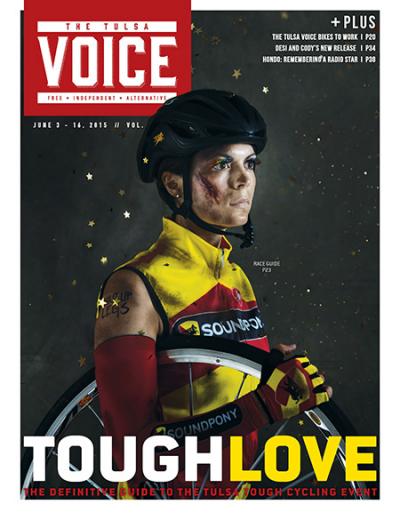 THE TULSA
VOICE
FREE • INDEPENDENT • ALTERNATIVE
JUNE 3 - 16, 2015 // VOL.
+ PLUS
THE TULSA VOICE BIKES TO WORK | P20
DESI AND CODY'S NEW RELEASE | P34
HONDO: REMEMBERING A RADIO STAR | P38
RACE GUIDE
P23
UP
LEGS
SOUNDPONY
SOUNDPONY
TOUGHLOVE
THE DEFINITIVE GUIDE TO THE TULSA TOUGH CYCLING EVENT